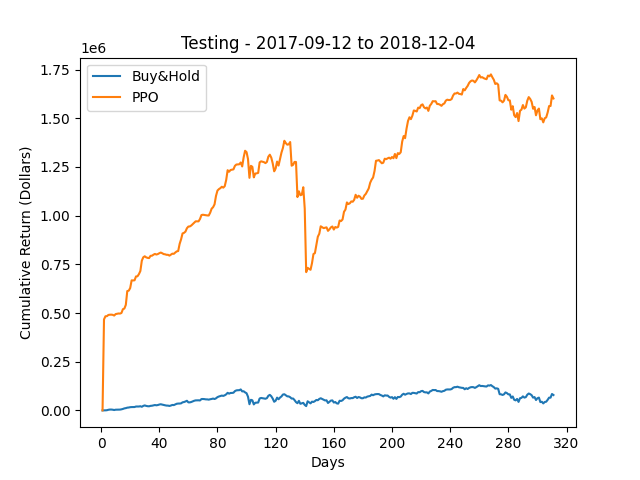 Testing - 2017-09-12 to 2018-12-04
1e6
Buy&Hold
PPO
Cumulative Return (Dollars)
1.75
1.50
1.25
1.00
0.75
0.50
0.25
0.00
0 40 80 120 160 200 240 280 320
Days